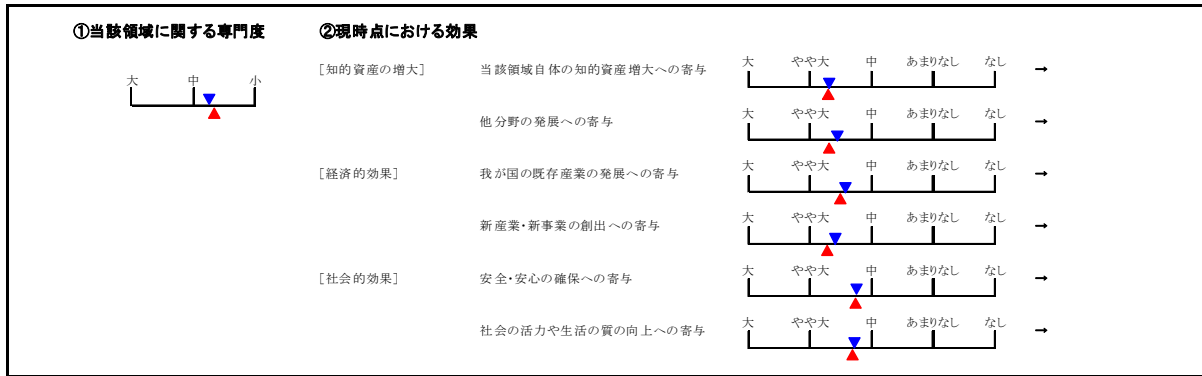 ①当該領域に関する専門度 ②現時点における効果
大 中 小
[知的資産の増大] 当該領域自体の知的資産増大への寄与 大 やや大 中 あまりなし なし →
他分野の発展への寄与 大 やや大 中 あまりなし なし →
[経済的効果] 我が国の既存産業の発展への寄与 大 やや大 中 あまりなし なし →
新産業・新事業の創出への寄与 大 やや大 中 あまりなし なし →
[社会的効果] 安全・安心の確保への寄与 大 やや大 中 あまりなし なし →
社会の活力や生活の質の向上への寄与 大 やや大 中 あまりなし なし →